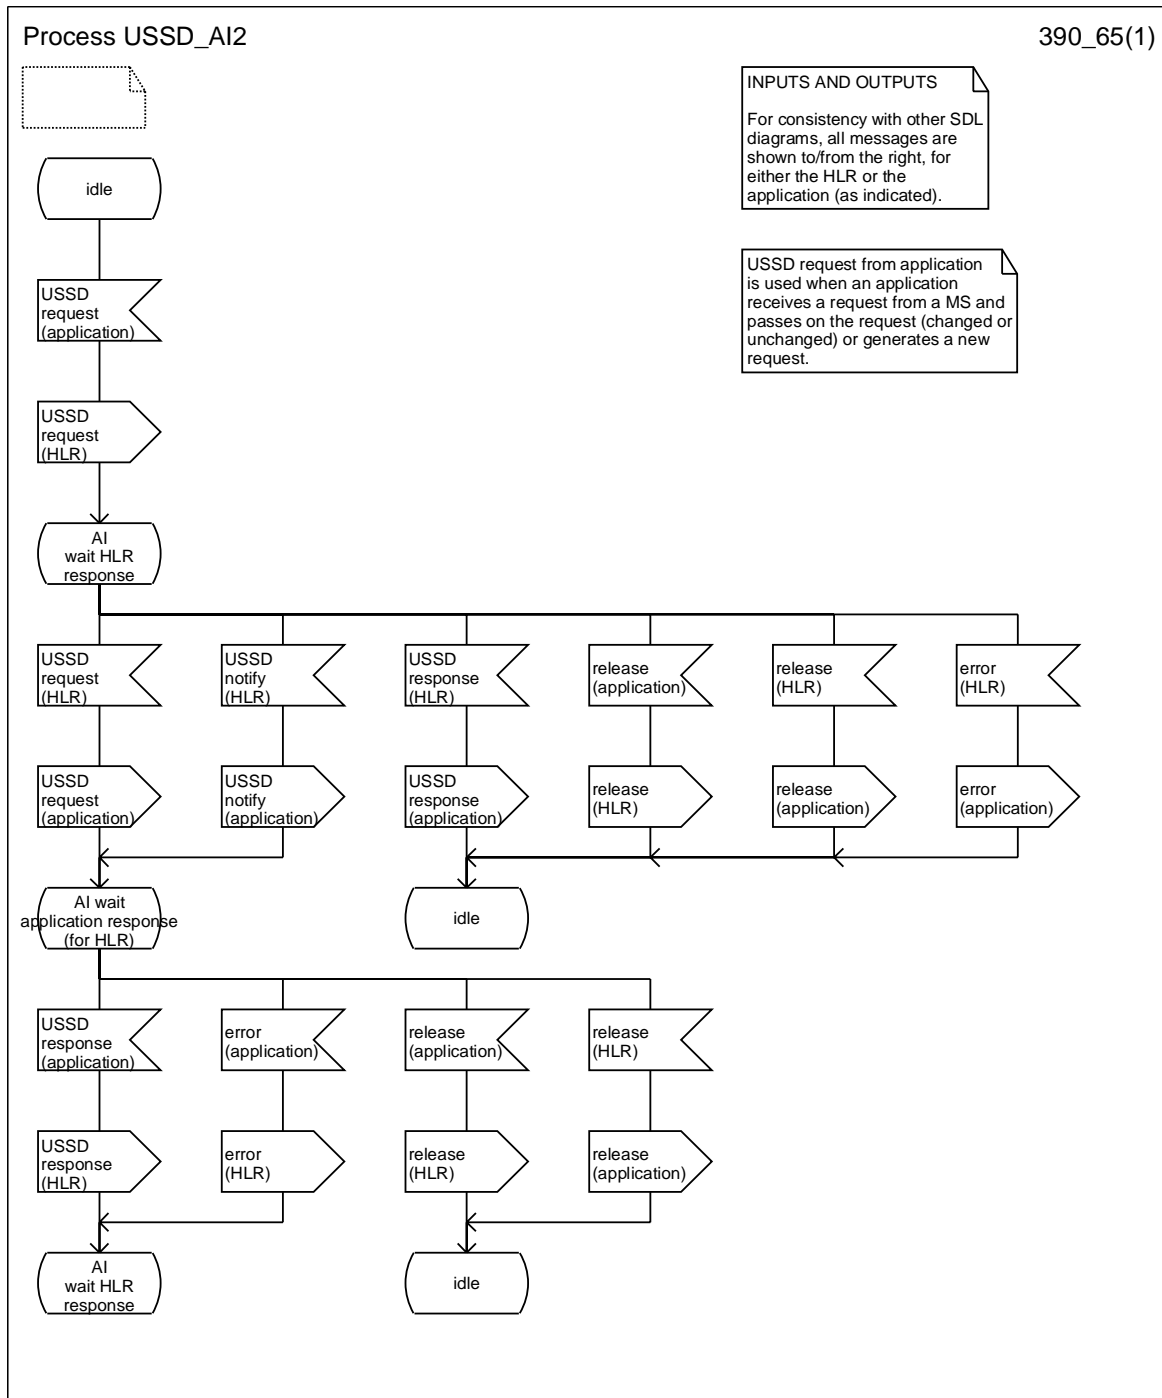 Process USSD_AI2
390_65(1)
INPUTS AND OUTPUTS
For consistency with other SDL
diagrams, all messages are
shown to/from the right, for
either the HLR or the
application (as indicated).
idle
USSD request from application
is used when an application
receives a request from a MS and
passes on the request (changed or
unchanged) or generates a new
request.
USSD
request
(application)
USSD
request
(HLR)
AI
wait HLR
response
USSD
request
(HLR)
USSD
notify
(HLR)
USSD
response
(HLR)
release
(application)
release
(HLR)
error
(HLR)
USSD
request
(application)
USSD
notify
(application)
USSD
response
(application)
release
(HLR)
release
(application)
error
(application)
AI wait
application response
(for HLR)
idle
USSD
response
(application)
error
(application)
release
(application)
release
(HLR)
USSD
response
(HLR)
error
(HLR)
release
(HLR)
release
(application)
AI
wait HLR
response
idle